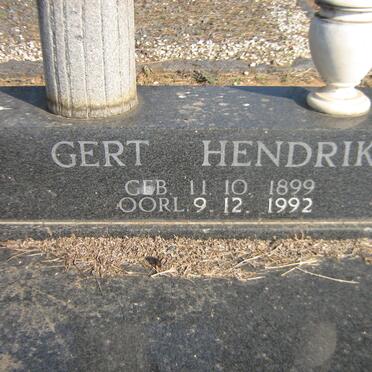 GERT HENDRIK
GEB. 11. 10. 1899
OORL. 9. 12. 1992